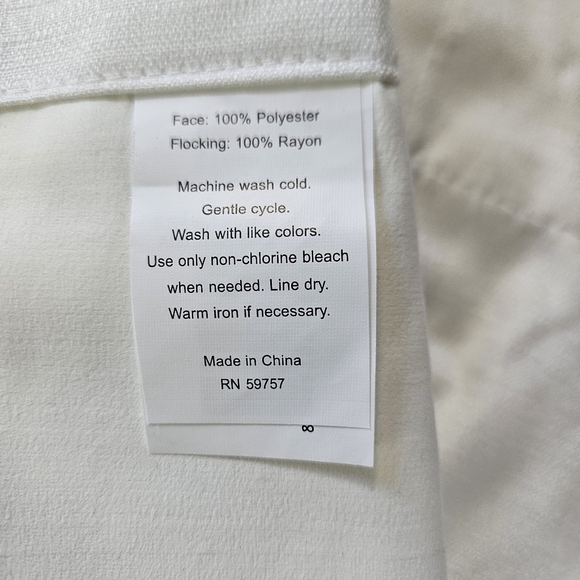 Face: 100% Polyester
Flocking: 100% Rayon
Machine wash cold.
Gentle cycle.
Wash with like colors.
Use only non-chlorine bleach
when needed. Line dry.
Warm iron if necessary.
Made in China
RN 59757
8